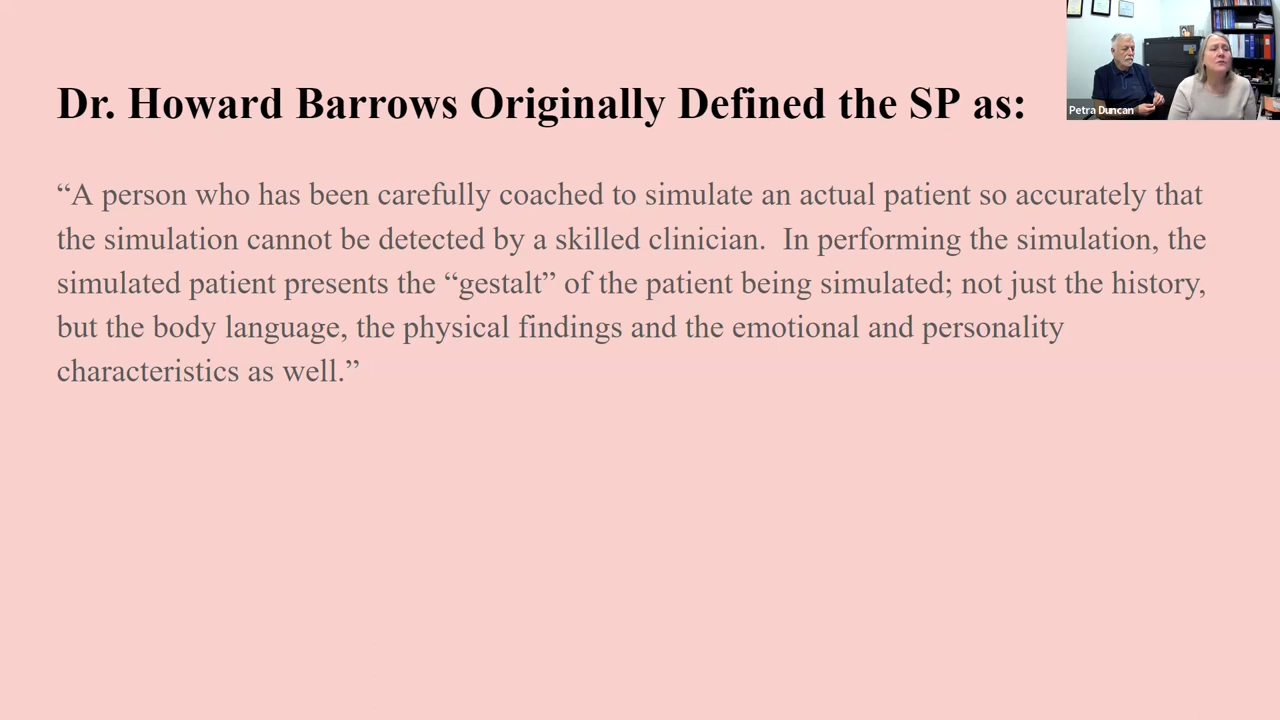 Dr. Howard Barrows Originally Defined the SP as:
“A person who has been carefully coached to simulate an actual patient so accurately that
the simulation cannot be detected by a skilled clinician.  In performing the simulation, the
simulated patient presents the “gestalt” of the patient being simulated; not just the history,
but the body language, the physical findings and the emotional and personality
characteristics as well.”
Petra Duncan